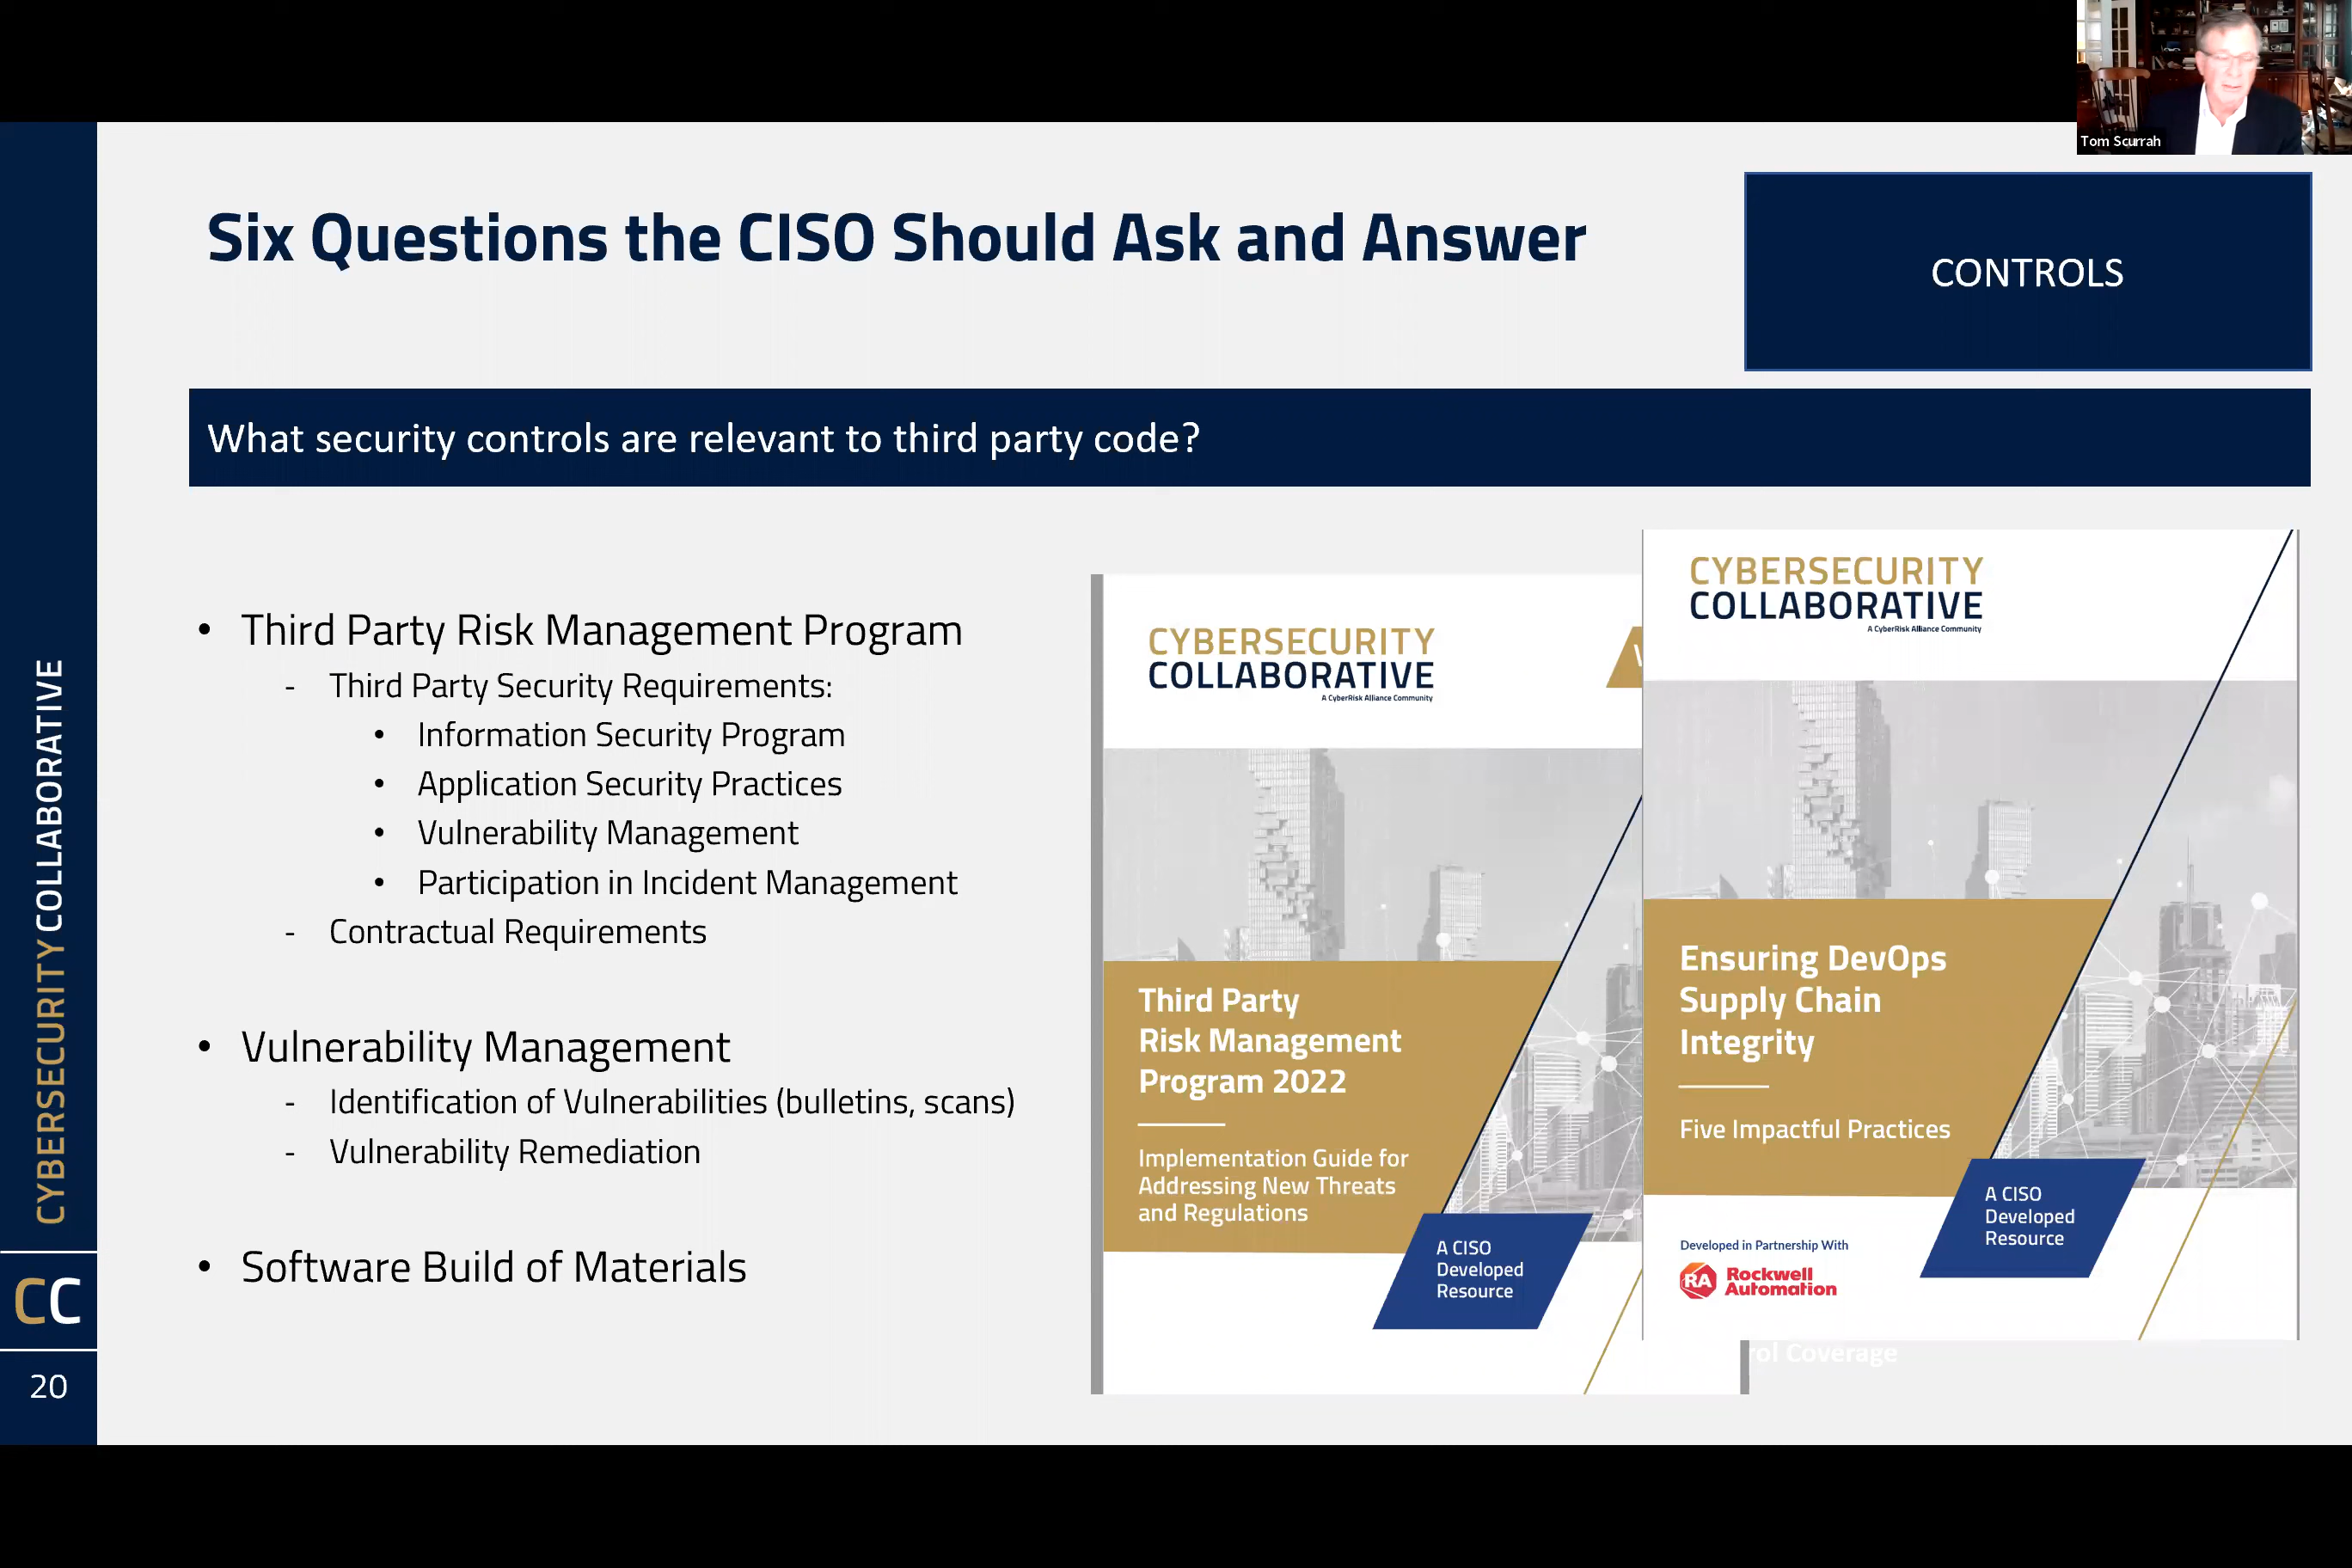 Tom Scurrah
Six Questions the CISO Should Ask and Answer
CONTROLS
What security controls are relevant to third party code?
• Third Party Risk Management Program
- Third Party Security Requirements:
• Information Security Program
• Application Security Practices
• Vulnerability Management
• Participation in Incident Management
- Contractual Requirements
• Vulnerability Management
- Identification of Vulnerabilities (bulletins, scans)
- Vulnerability Remediation
• Software Build of Materials
CYBERSECURITY
COLLABORATIVE
A CyberRisk Alliance Community
Third Party
Risk Management
Program 2022
Implementation Guide for
Addressing New Threats
and Regulations
A CISO
Developed
Resource
CYBERSECURITY
COLLABORATIVE
A CyberRisk Alliance Community
Ensuring DevOps
Supply Chain
Integrity
Five Impactful Practices
A CISO
Developed
Resource
Developed in Partnership With
RA
Rockwell
Automation
Coverage
CYBERSECURITY COLLABORATIVE
CC
20